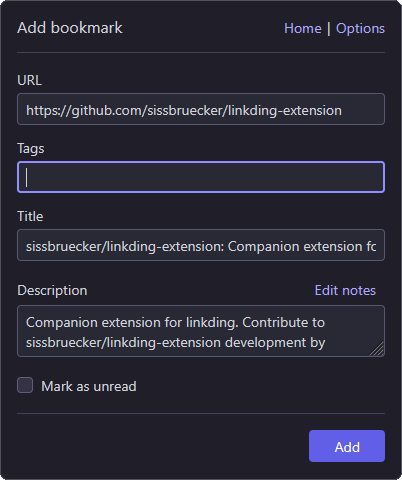 Add bookmark Home | Options
URL
https://github.com/sissbruecker/linkding-extension
Tags
Title
sissbruecker/linkding-extension: Companion extension fo
Description Edit notes
Companion extension for linkding. Contribute to
sissbruecker/linkding-extension development by
Mark as unread
Add